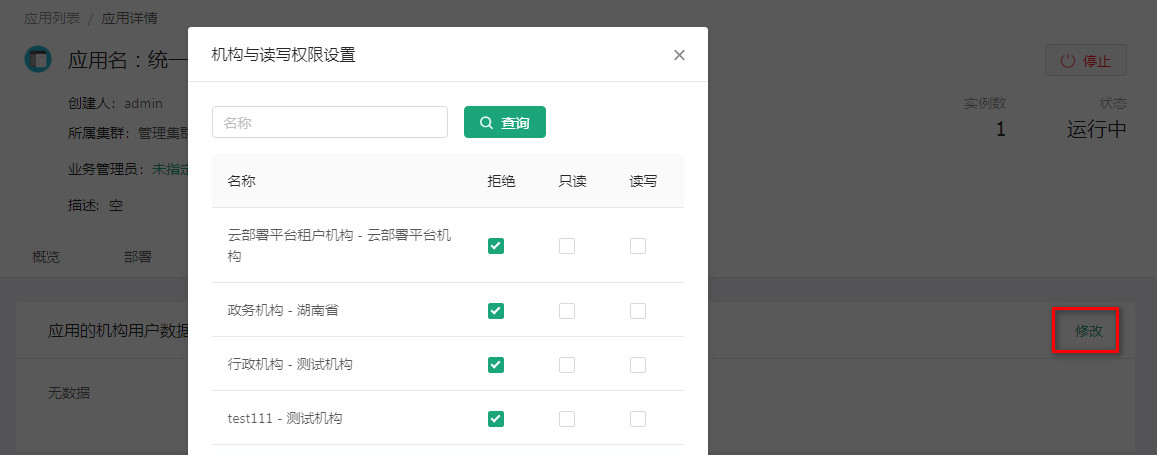 应用列表 / 应用详情
机构与读写权限设置
应用名：统一
停止
创建人：admin
实例数
状态
名称
查询
所属集群：管理集群
1
运行中
业务管理员：未指定
名称
拒绝
只读
读写
描述: 空
云部署平台租户机构 - 云部署平台机
构
概览
部署
政务机构 - 湖南省
应用的机构用户数据
修改
行政机构 - 测试机构
无数据
test111 - 测试机构